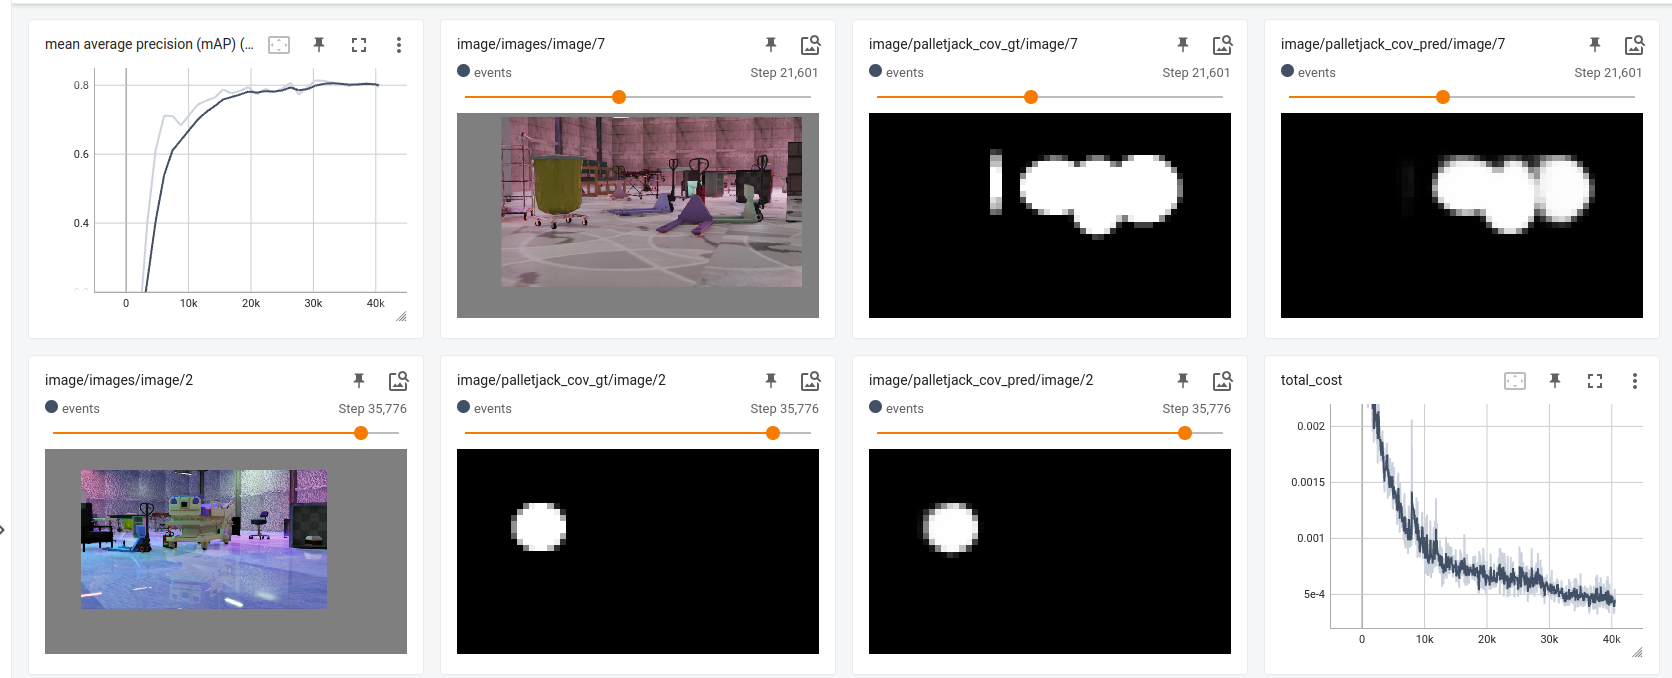 mean average precision (mAP) (...
0.8
0.6
0.4
0 10k 20k 30k 40k
image/images/image/7
events Step 21,601
image/palletjack_cov_gt/image/7
events Step 21,601
image/palletjack_cov_pred/image/7
events Step 21,601
image/images/image/2
events Step 35,776
image/palletjack_cov_gt/image/2
events Step 35,776
image/palletjack_cov_pred/image/2
events Step 35,776
total_cost
0.002
0.0015
0.001
5e-4
0 10k 20k 30k 40k